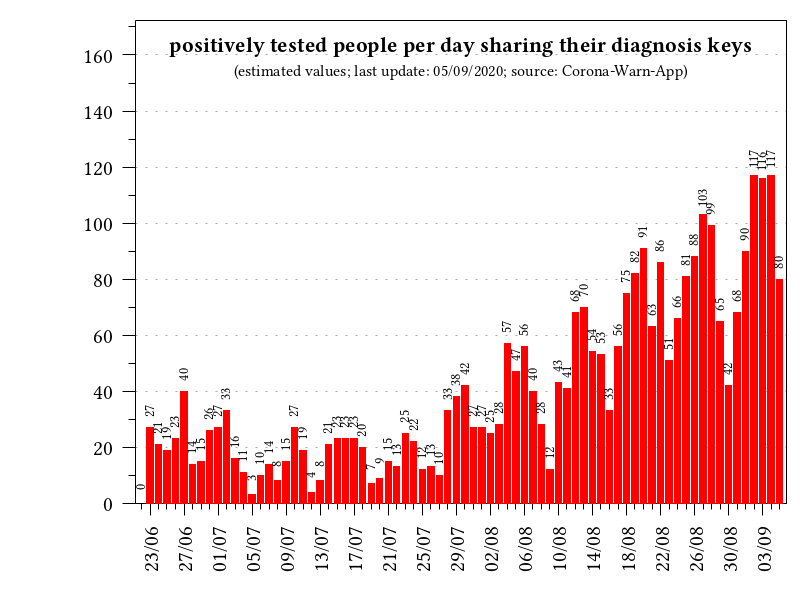 positively tested people per day sharing their diagnosis keys
(estimated values; last update: 05/09/2020; source: Corona-Warn-App)
160
140
120
100
80
60
40
20
0
0 27 21 19 23 40 14 15 26 27 33 16 11 3 10 14 8 15 27 19 4 8 21 23 23 23 20 7 9 15 13 25 22 12 13 10 33 38 42 27 27 25 28 57 47 56 40 28 12 43 41 68 70 54 53 33 56 75 82 91 63 86 51 66 81 88 103 99 65 42 68 90 117 116 117 80
23/06 27/06 01/07 05/07 09/07 13/07 17/07 21/07 25/07 29/07 02/08 06/08 10/08 14/08 18/08 22/08 26/08 30/08 03/09